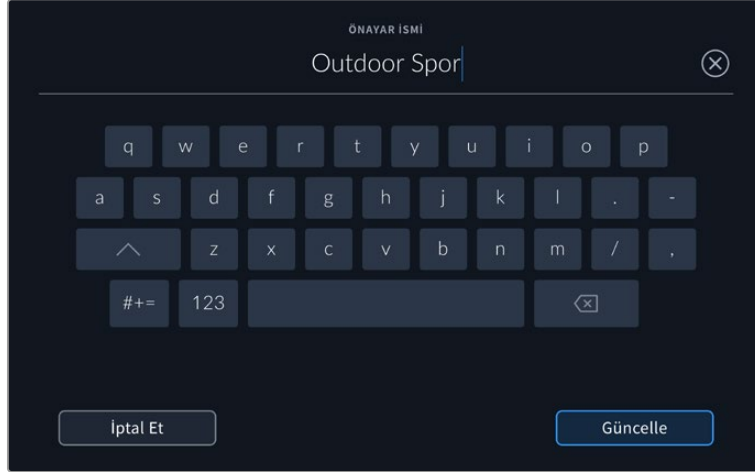 ÖNAYAR İSMİ
Outdoor Spor
q w e r t y u i o p
a s d f g h j k l . -
z x c v b n m / ,
#+= 123
İptal Et Güncelle